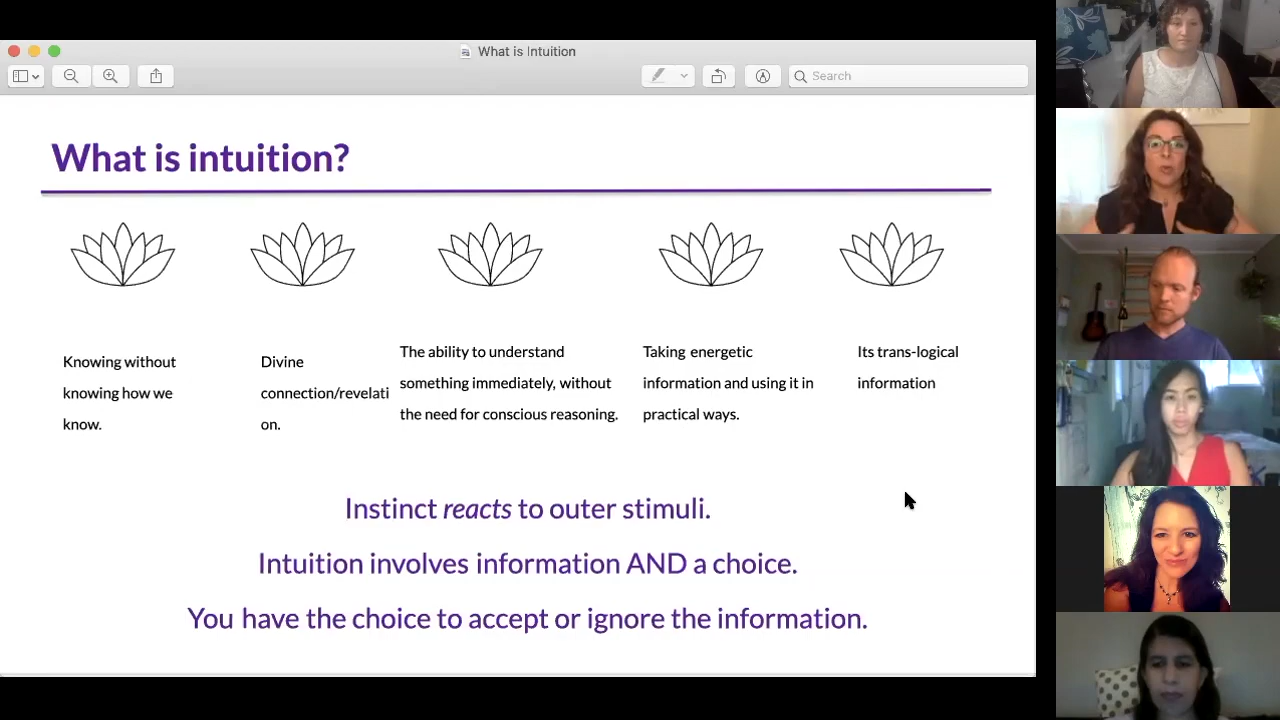 What is Intuition
Search
What is intuition?
Knowing without
knowing how we
know.
Divine
connection/revelati
on.
The ability to understand
something immediately, without
the need for conscious reasoning.
Taking energetic
information and using it in
practical ways.
Its trans-logical
information
Instinct reacts to outer stimuli.
Intuition involves information AND a choice.
You have the choice to accept or ignore the information.